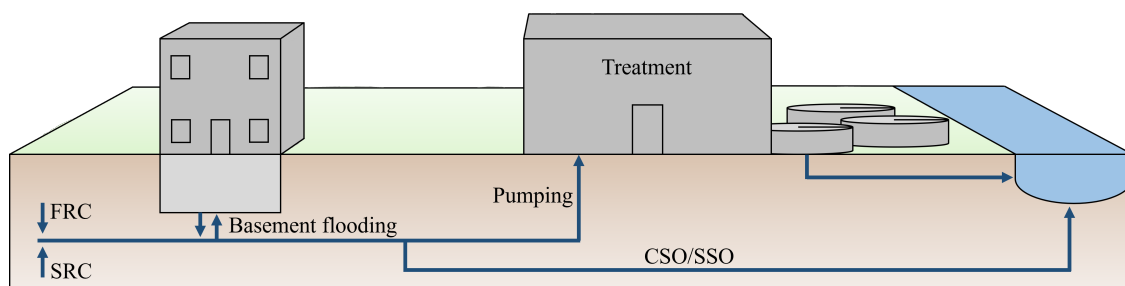 Treatment
Pumping
FRC
Basement flooding
CSO/SSO
SRC